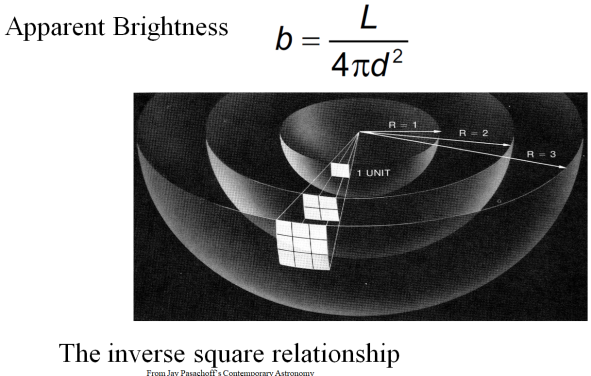 Apparent Brightness
b = L / 4πd²
R = 1
R = 2
R = 3
1 UNIT
The inverse square relationship
From Jay Pasachoff's Contemporary Astronomy